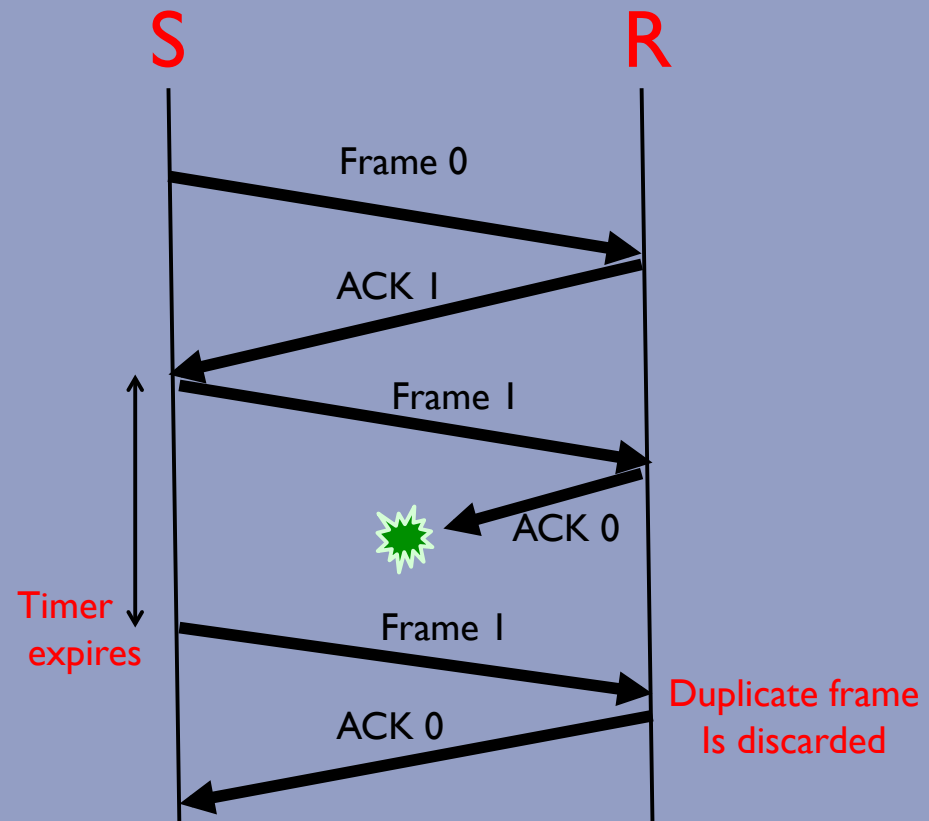 S
R
Frame 0
ACK 1
Frame 1
ACK 0
Timer
expires
Frame 1
Duplicate frame
Is discarded
ACK 0